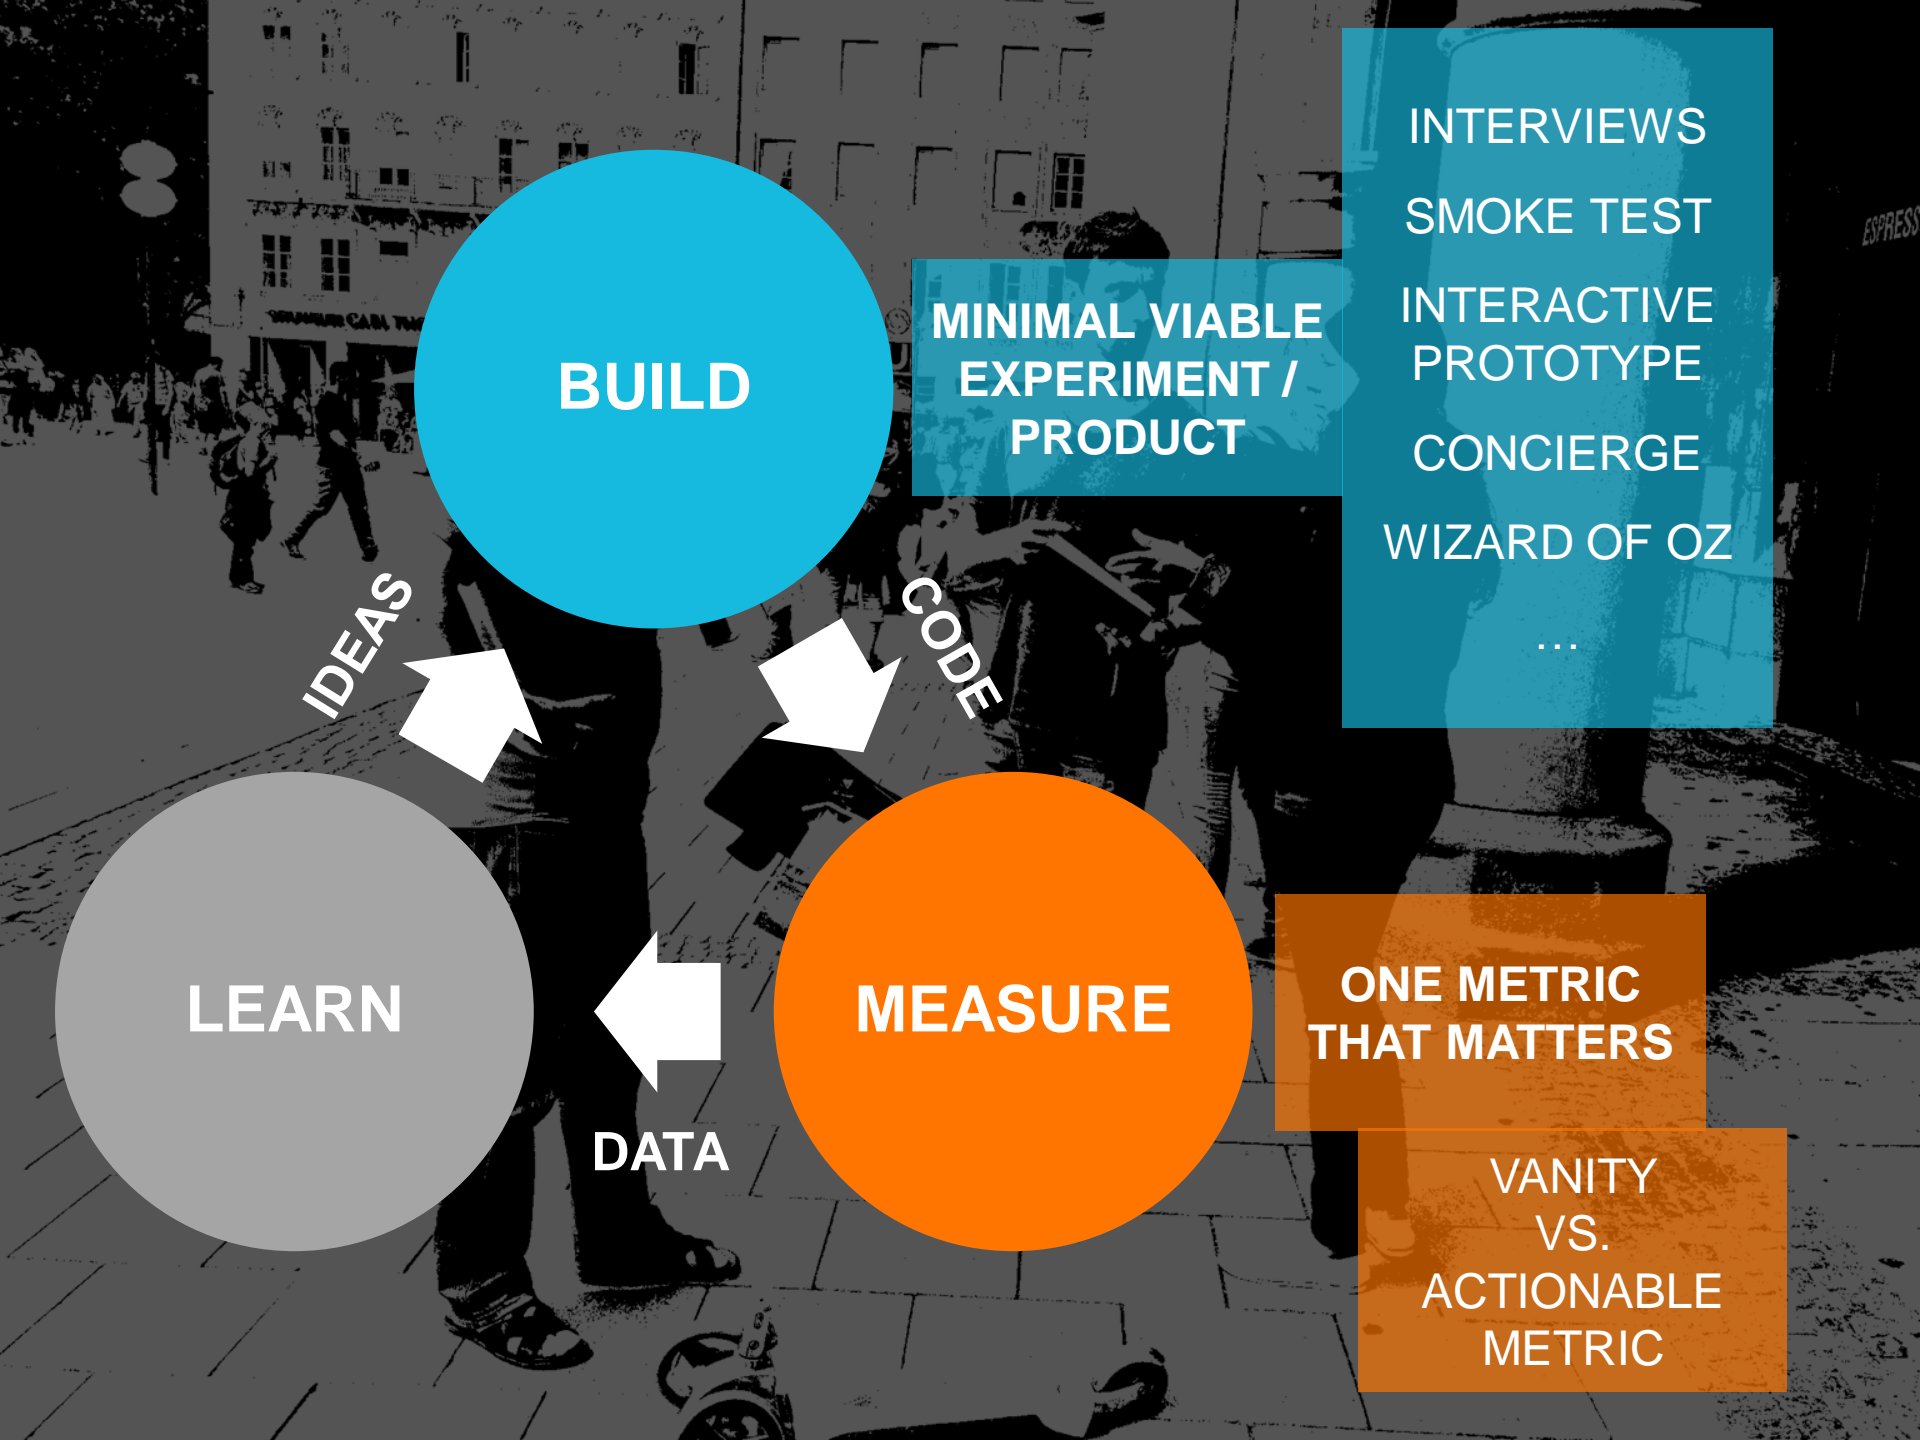 BUILD
MINIMAL VIABLE
EXPERIMENT /
PRODUCT
INTERVIEWS
SMOKE TEST
INTERACTIVE
PROTOTYPE
CONCIERGE
WIZARD OF OZ
...
IDEAS
CODE
LEARN
MEASURE
DATA
ONE METRIC
THAT MATTERS
VANITY
VS.
ACTIONABLE
METRIC